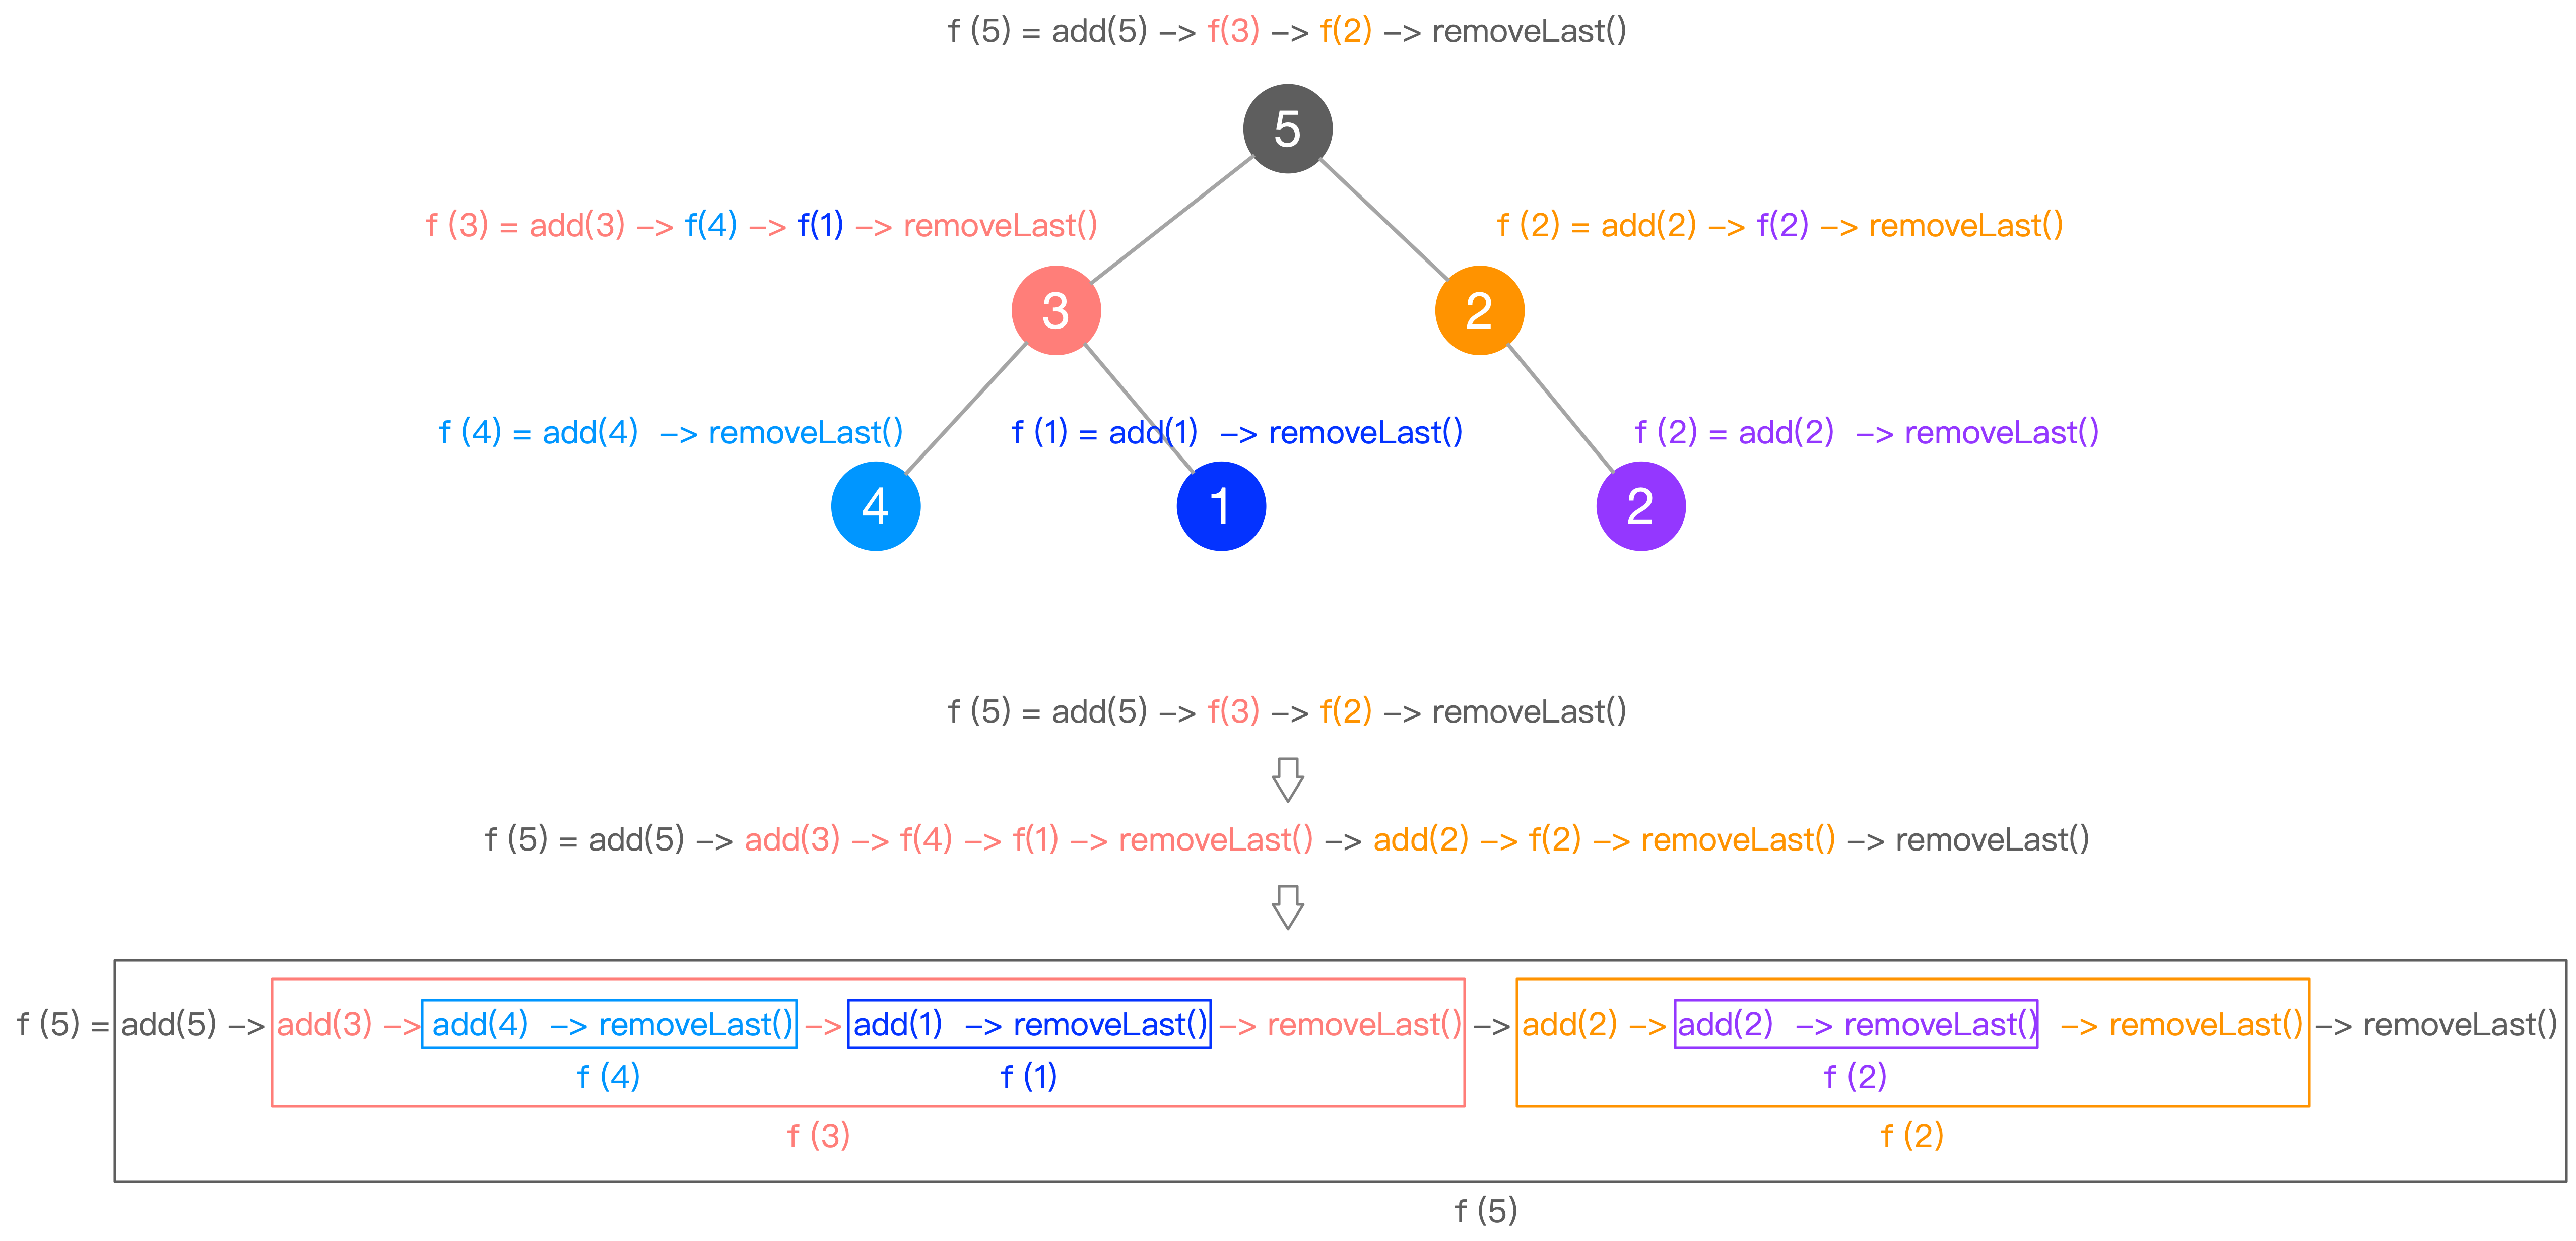 f (5) = add(5) -> f(3) -> f(2) -> removeLast()
5
f (3) = add(3) -> f(4) -> f(1) -> removeLast()
f (2) = add(2) -> f(2) -> removeLast()
3
2
f (4) = add(4) -> removeLast()
f (1) = add(1) -> removeLast()
f (2) = add(2) -> removeLast()
4
1
2
f (5) = add(5) -> f(3) -> f(2) -> removeLast()
f (5) = add(5) -> add(3) -> f(4) -> f(1) -> removeLast() -> add(2) -> f(2) -> removeLast() -> removeLast()
f (5) = add(5) -> add(3) -> add(4) -> removeLast() -> add(1) -> removeLast() -> removeLast() -> add(2) -> add(2) -> removeLast() -> removeLast() -> removeLast()
f (4)
f (1)
f (2)
f (3)
f (2)
f (5)